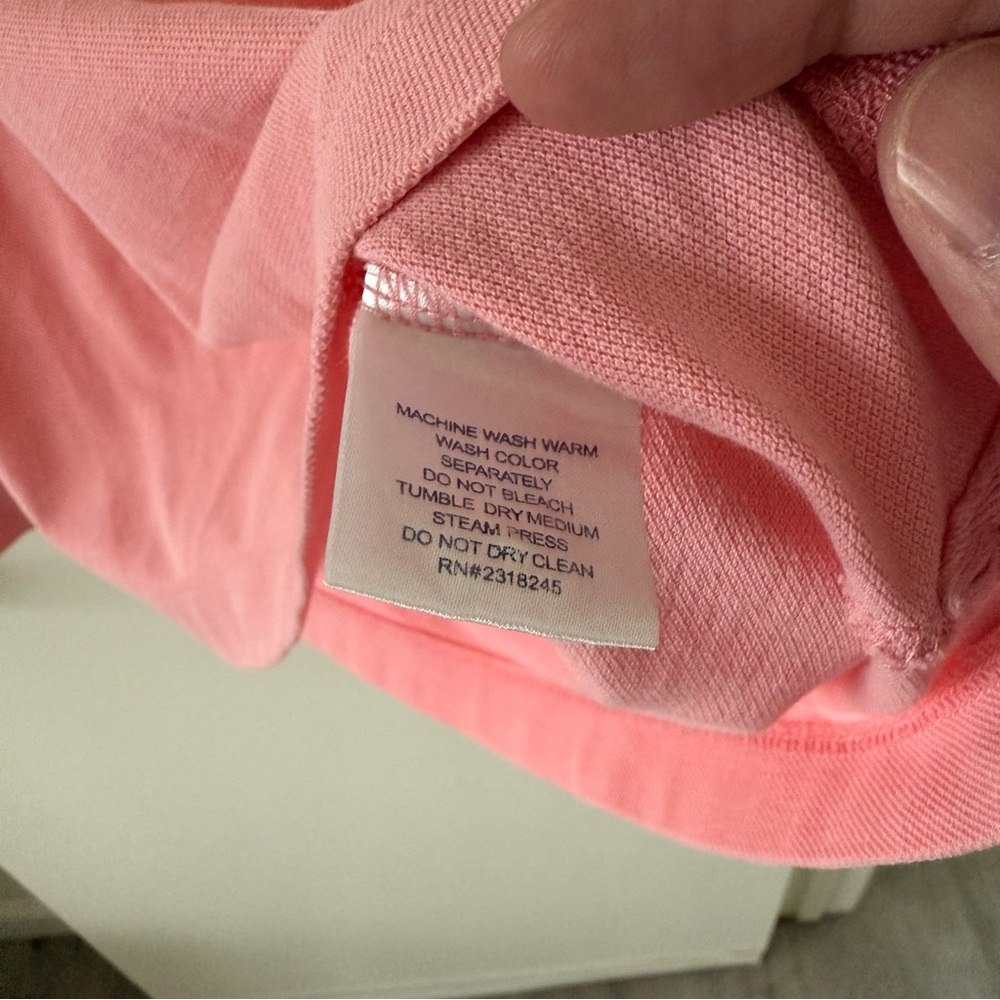 MACHINE WASH WARM
WASH COLOR
SEPARATELY
DO NOT BLEACH
TUMBLE DRY MEDIUM
STEAM PRESS
DO NOT DRY CLEAN
RN#2318245